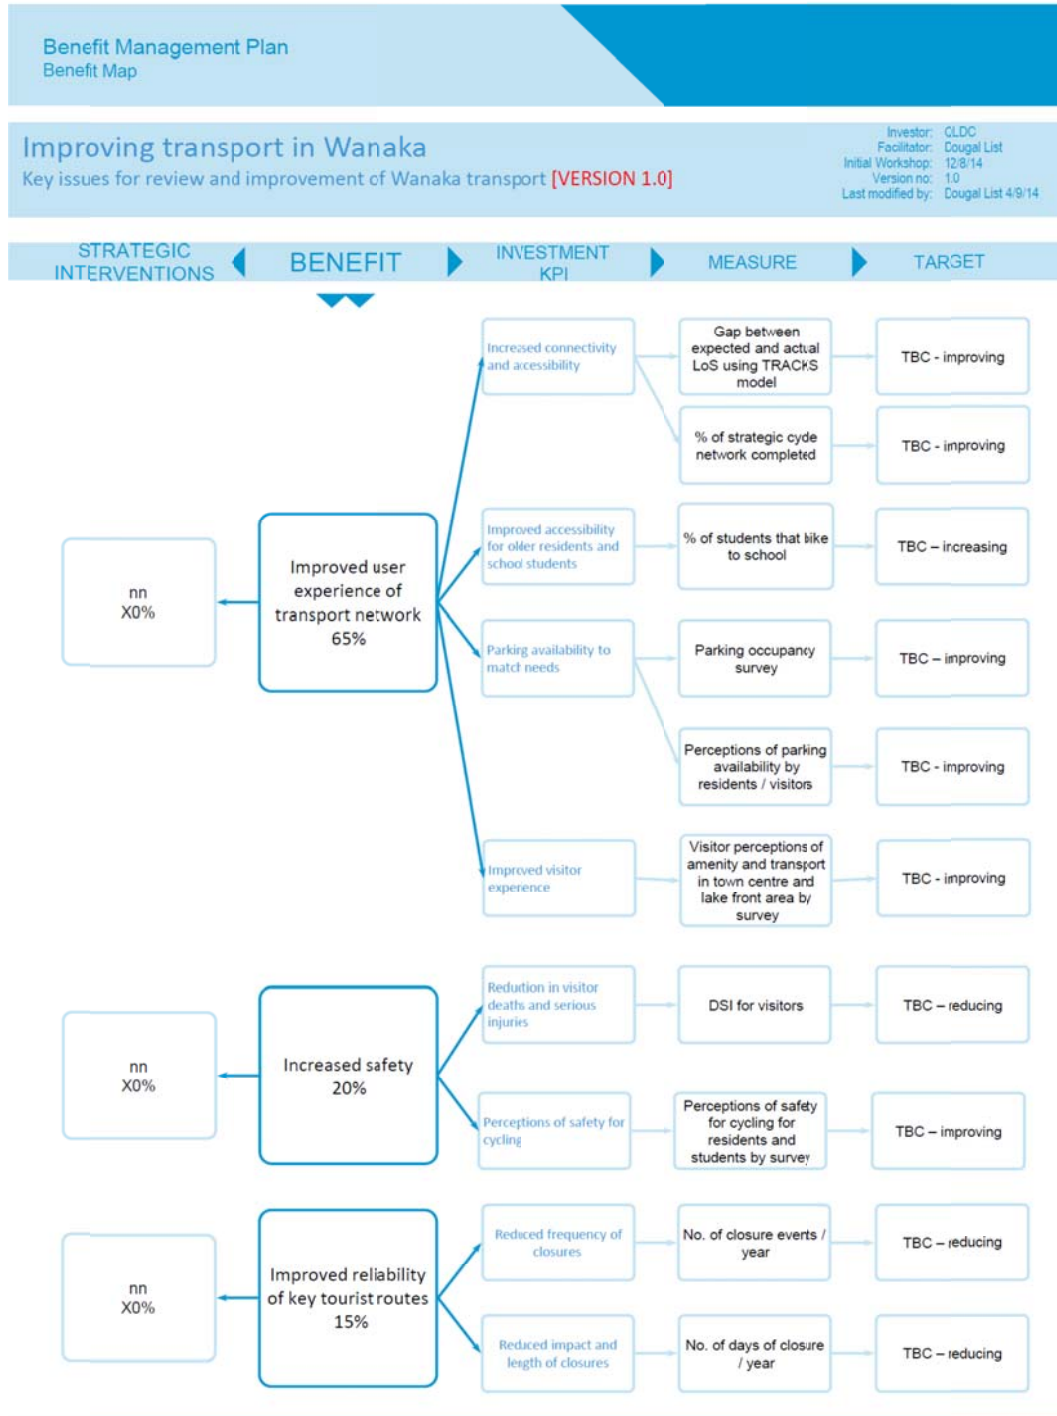 Benefit Management Plan
Benefit Map
Improving transport in Wanaka
Key issues for review and improvement of Wanaka transport [VERSION 1.0]
Investor: QLDC
Facilitator: Dougal List
Initial Workshop: 12/8/14
Version no: 1.0
Last modified by: Dougal List 4/9/14
STRATEGIC
INTERVENTIONS
BENEFIT
INVESTMENT
KPI
MEASURE
TARGET
nn
X0%
Improved user
experience of
transport network
65%
Increased connectivity
and accessibility
Gap between
expected and actual
LoS using TRACKS
model
TBC - improving
% of strategic cycle
network completed
TBC - improving
Improved accessibility
for older residents and
school students
% of students that bike
to school
TBC – increasing
Parking availability to
match needs
Parking occupancy
survey
TBC – improving
Perceptions of parking
availability by
residents / visitors
TBC - improving
Improved visitor
experience
Visitor perceptions of
amenity and transport
in town centre and
lake front area by
survey
TBC - improving
nn
X0%
Increased safety
20%
Reduction in visitor
deaths and serious
injuries
DSI for visitors
TBC – reducing
Perceptions of safety for
cycling
Perceptions of safety
for cycling for
residents and
students by survey
TBC – improving
nn
X0%
Improved reliability
of key tourist routes
15%
Reduced frequency of
closures
No. of closure events /
year
TBC – reducing
Reduced impact and
length of closures
No. of days of closure
/ year
TBC – reducing